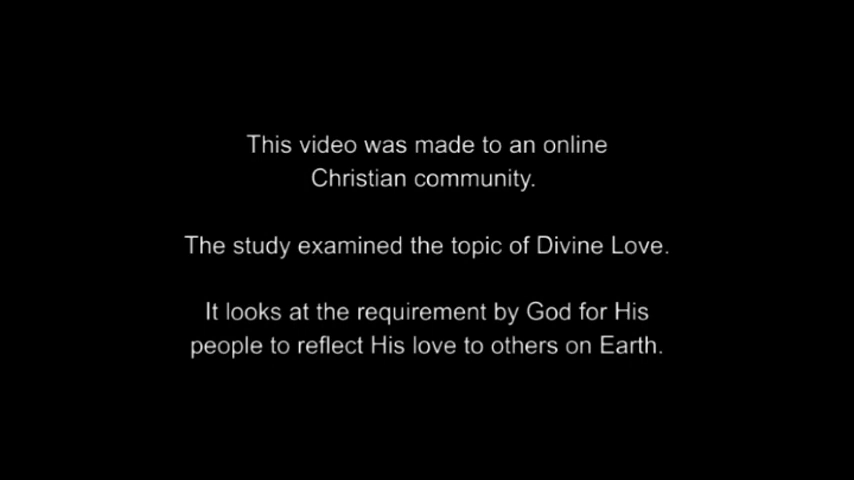 This video was made to an online
Christian community.
The study examined the topic of Divine Love.
It looks at the requirement by God for His
people to reflect His love to others on Earth.